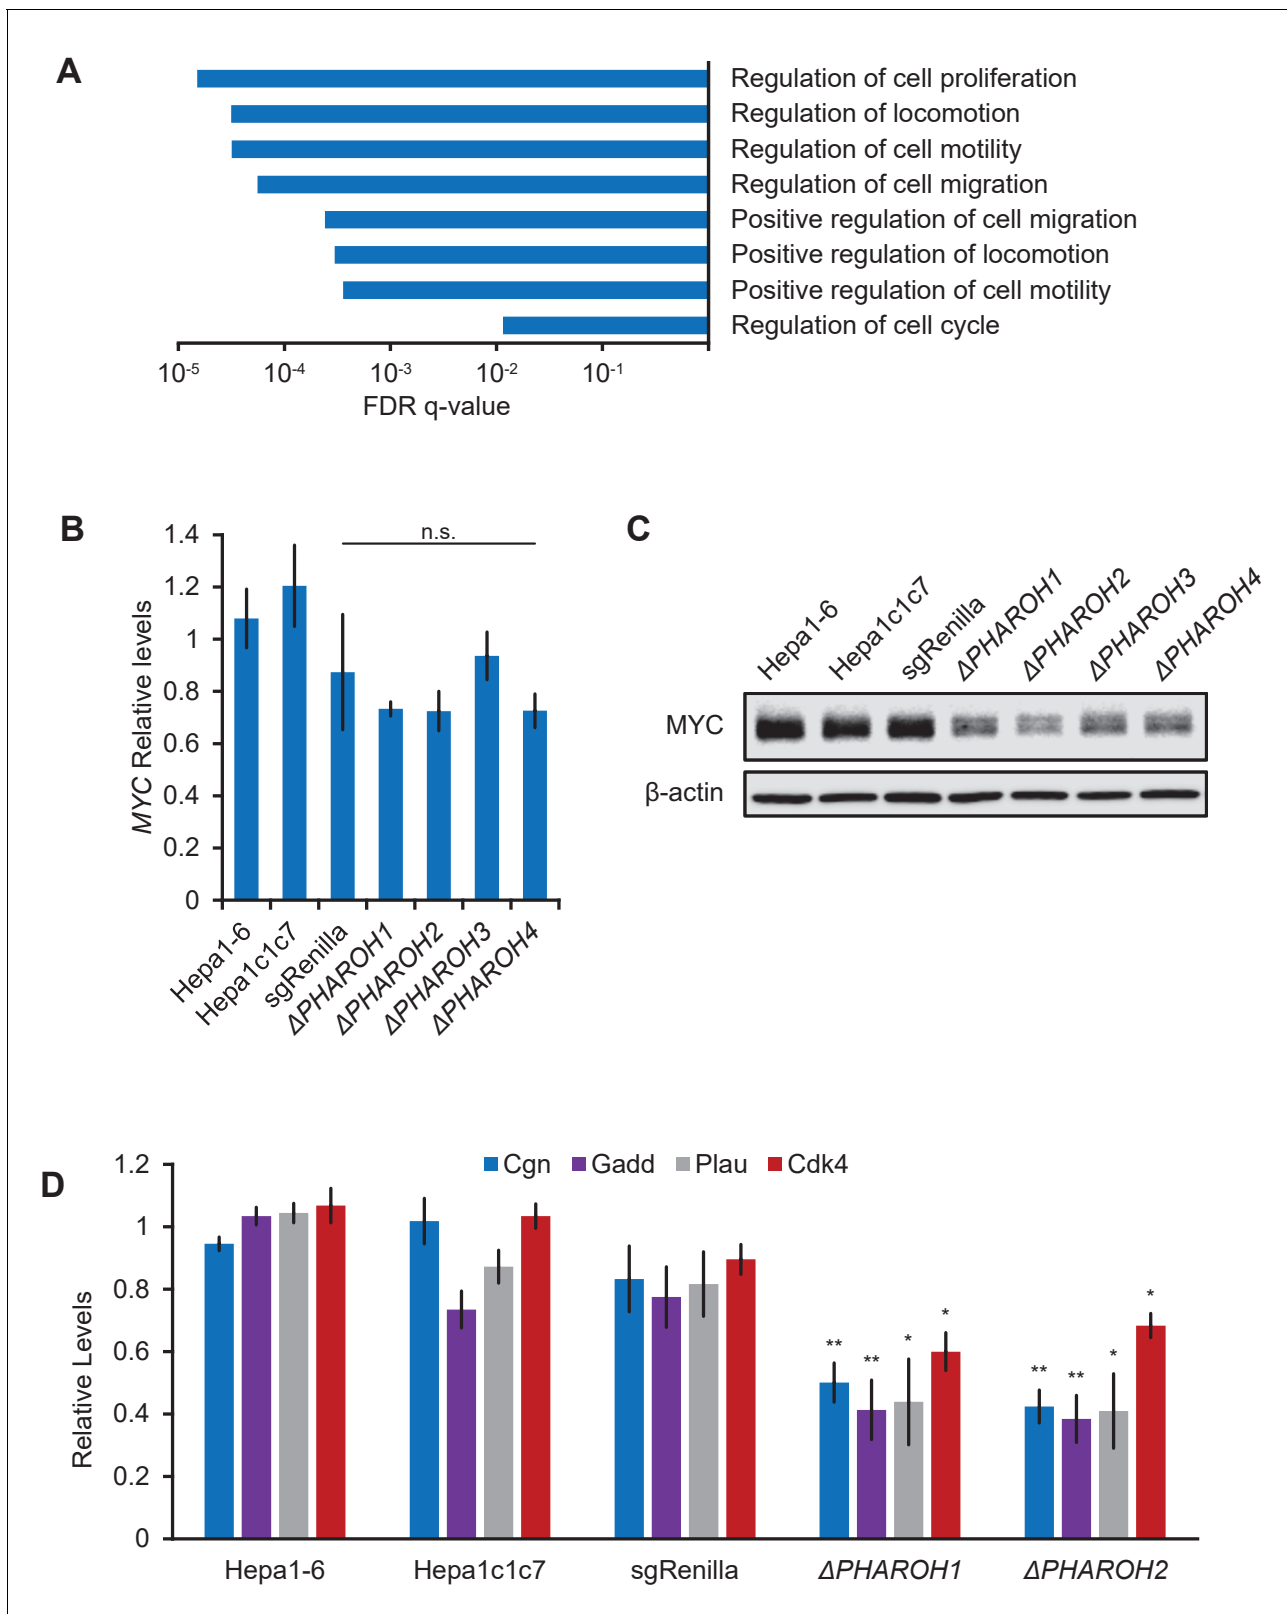 A
Regulation of cell proliferation
Regulation of locomotion
Regulation of cell motility
Regulation of cell migration
Positive regulation of cell migration
Positive regulation of locomotion
Positive regulation of cell motility
Regulation of cell cycle
10-5 10-4 10-3 10-2 10-1
FDR q-value
B
MYC Relative levels
1.4
1.2
1
0.8
0.6
0.4
0.2
0
n.s.
Hepa1-6
Hepa1c1c7
sgRenilla
ΔPHAROH1
ΔPHAROH2
ΔPHAROH3
ΔPHAROH4
C
Hepa1-6
Hepa1c1c7
sgRenilla
ΔPHAROH1
ΔPHAROH2
ΔPHAROH3
ΔPHAROH4
MYC
β-actin
D
Cgn Gadd Plau Cdk4
Relative Levels
1.2
1
0.8
0.6
0.4
0.2
0
** ** * *
** ** * *
Hepa1-6 Hepa1c1c7 sgRenilla ΔPHAROH1 ΔPHAROH2